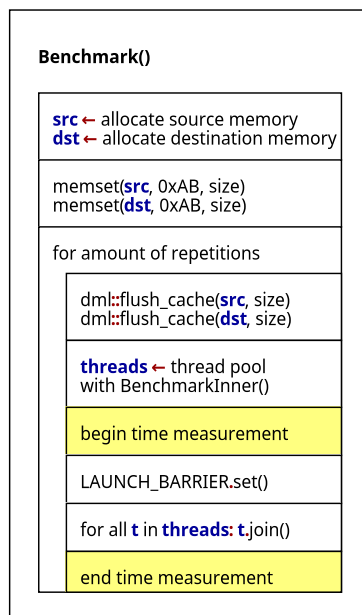 Benchmark()
src ← allocate source memory
dst ← allocate destination memory
memset(src, 0xAB, size)
memset(dst, 0xAB, size)
for amount of repetitions
dml::flush_cache(src, size)
dml::flush_cache(dst, size)
threads ← thread pool
with BenchmarkInner()
begin time measurement
LAUNCH_BARRIER.set()
for all t in threads: t.join()
end time measurement